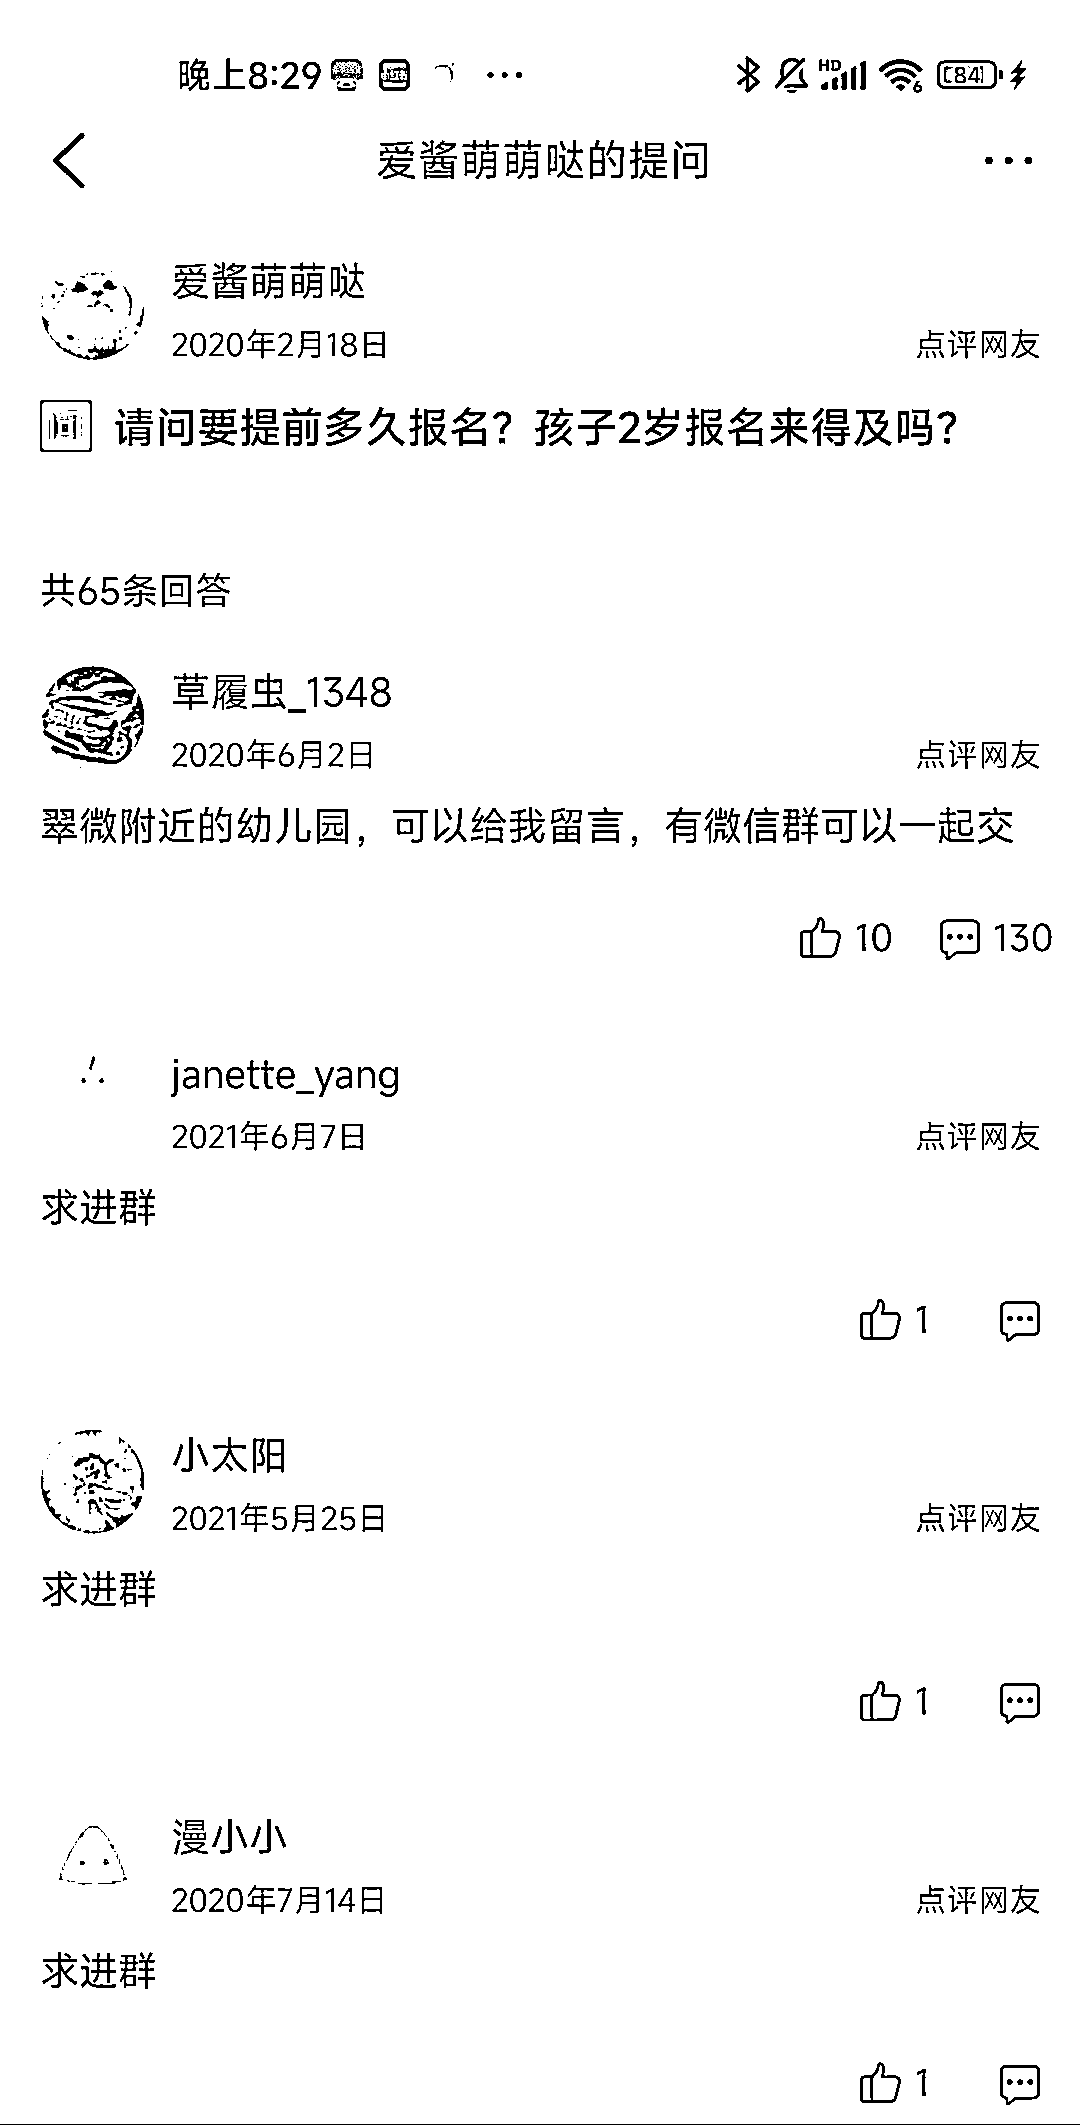 晚上8:29
HD
6
84
爱酱萌萌哒的提问
爱酱萌萌哒
2020年2月18日
点评网友
问 请问要提前多久报名？孩子2岁报名来得及吗？
共65条回答
草履虫_1348
2020年6月2日
点评网友
翠微附近的幼儿园，可以给我留言，有微信群可以一起交
10
130
janette_yang
2021年6月7日
点评网友
求进群
1
小太阳
2021年5月25日
点评网友
求进群
1
漫小小
2020年7月14日
点评网友
求进群
1